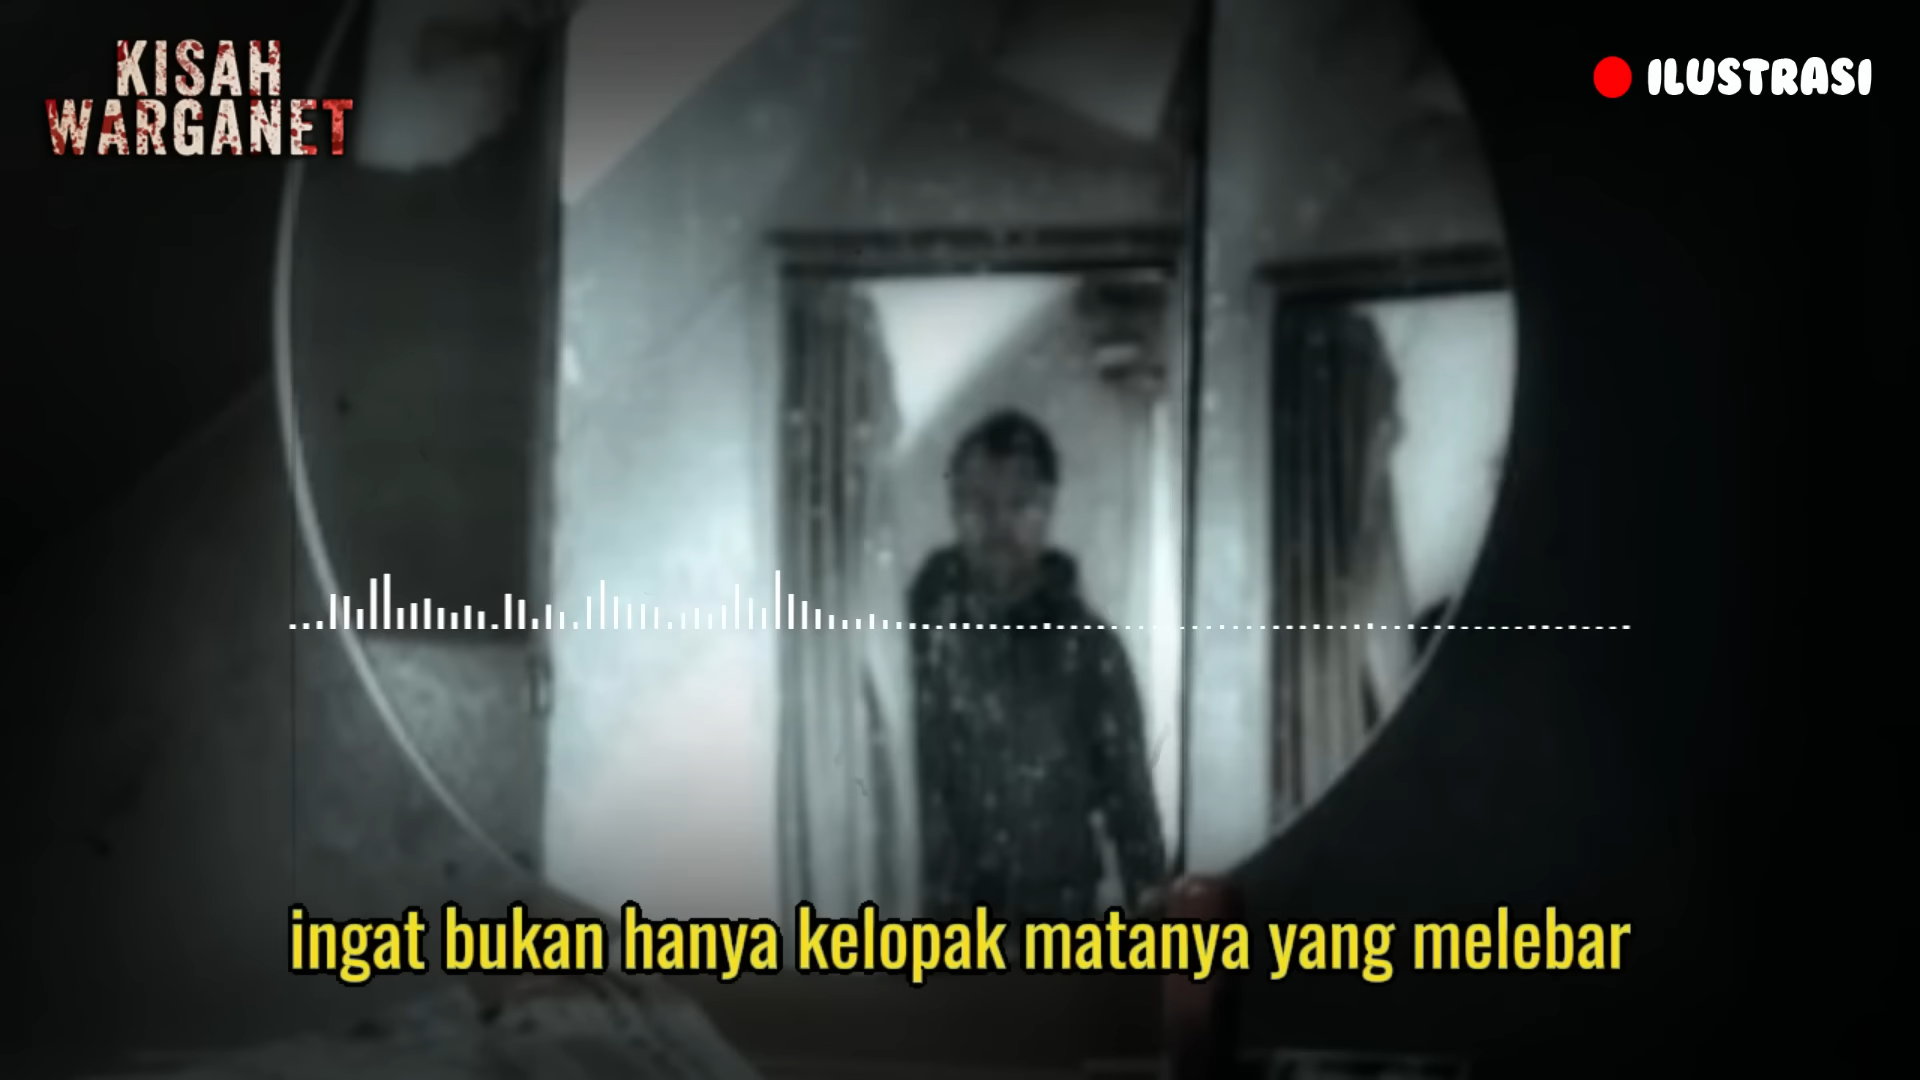 KISAH
WARGANET
ILUSTRASI
ingat bukan hanya kelopak matanya yang melebar